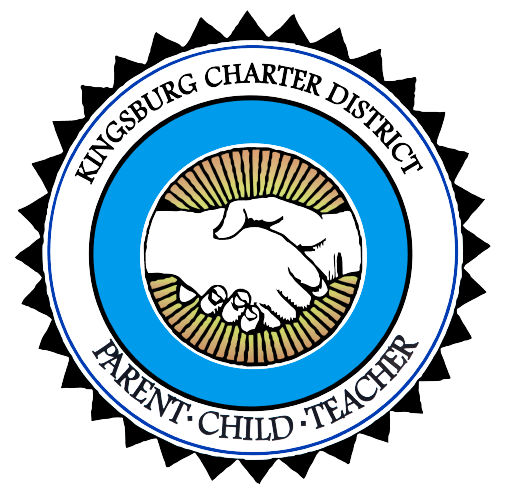 KINGSBURG CHARTER DISTRICT
PARENT · CHILD · TEACHER